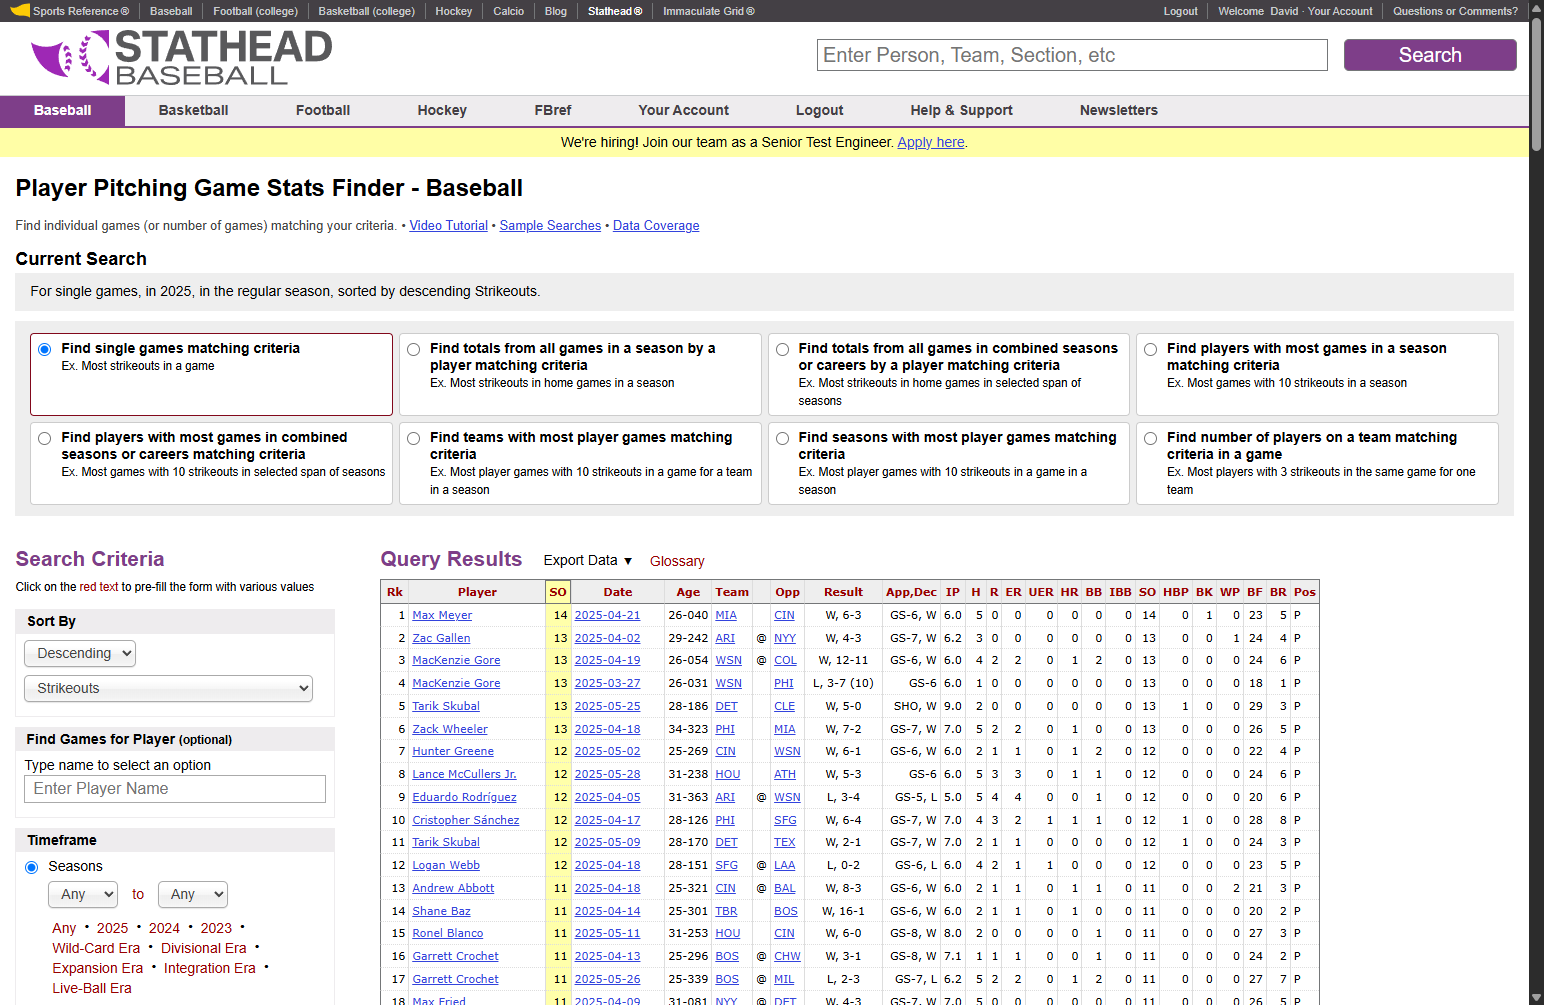 Sports Reference ® Baseball Football (college) Basketball (college) Hockey Calcio Blog Stathead ® Immaculate Grid ® Logout Welcome David · Your Account Questions or Comments?
STATHEAD
BASEBALL
Enter Person, Team, Section, etc Search
Baseball Basketball Football Hockey FBref Your Account Logout Help & Support Newsletters
We're hiring! Join our team as a Senior Test Engineer. Apply here.
Player Pitching Game Stats Finder - Baseball
Find individual games (or number of games) matching your criteria. • Video Tutorial • Sample Searches • Data Coverage
Current Search
For single games, in 2025, in the regular season, sorted by descending Strikeouts.
Find single games matching criteria
Ex. Most strikeouts in a game
Find totals from all games in a season by a
player matching criteria
Ex. Most strikeouts in home games in a season
Find totals from all games in combined seasons
or careers by a player matching criteria
Ex. Most strikeouts in home games in selected span of
seasons
Find players with most games in a season
matching criteria
Ex. Most games with 10 strikeouts in a season
Find players with most games in combined
seasons or careers matching criteria
Ex. Most games with 10 strikeouts in selected span of seasons
Find teams with most player games matching
criteria
Ex. Most player games with 10 strikeouts in a game for a team
in a season
Find seasons with most player games matching
criteria
Ex. Most player games with 10 strikeouts in a game in a
season
Find number of players on a team matching
criteria in a game
Ex. Most players with 3 strikeouts in the same game for one
team
Search Criteria
Click on the red text to pre-fill the form with various values
Sort By
Descending
Strikeouts
Find Games for Player (optional)
Type name to select an option
Enter Player Name
Timeframe
Seasons
Any to Any
Any • 2025 • 2024 • 2023 •
Wild-Card Era • Divisional Era •
Expansion Era • Integration Era •
Live-Ball Era
Query Results Export Data ▼ Glossary
Rk Player SO Date Age Team Opp Result App,Dec IP H R ER UER HR BB IBB SO HBP BK WP BF BR Pos
1 Max Meyer 14 2025-04-21 26-040 MIA CIN W, 6-3 GS-6, W 6.0 5 0 0 0 0 0 0 14 0 1 0 23 5 P
2 Zac Gallen 13 2025-04-02 29-242 ARI @ NYY W, 4-3 GS-7, W 6.2 3 0 0 0 0 0 0 13 0 0 1 24 4 P
3 MacKenzie Gore 13 2025-04-19 26-054 WSN @ COL W, 12-11 GS-6, W 6.0 4 2 2 0 1 2 0 13 0 0 0 24 6 P
4 MacKenzie Gore 13 2025-03-27 26-031 WSN PHI L, 3-7 (10) GS-6 6.0 1 0 0 0 0 0 0 13 0 0 0 18 1 P
5 Tarik Skubal 13 2025-05-25 28-186 DET CLE W, 5-0 SHO, W 9.0 2 0 0 0 0 0 0 13 1 0 0 29 3 P
6 Zack Wheeler 13 2025-04-18 34-323 PHI MIA W, 7-2 GS-7, W 7.0 5 2 2 0 1 0 0 13 0 0 0 26 5 P
7 Hunter Greene 12 2025-05-02 25-269 CIN WSN W, 6-1 GS-6, W 6.0 2 1 1 0 1 2 0 12 0 0 0 22 4 P
8 Lance McCullers Jr. 12 2025-05-28 31-238 HOU ATH W, 5-3 GS-6 6.0 5 3 3 0 1 1 0 12 0 0 0 24 6 P
9 Eduardo Rodríguez 12 2025-04-05 31-363 ARI @ WSN L, 3-4 GS-5, L 5.0 5 4 4 0 0 1 0 12 0 0 0 20 6 P
10 Cristopher Sánchez 12 2025-04-17 28-126 PHI SFG W, 6-4 GS-7, W 7.0 4 3 2 1 1 1 0 12 1 0 0 28 8 P
11 Tarik Skubal 12 2025-05-09 28-170 DET TEX W, 2-1 GS-7, W 7.0 2 1 1 0 0 0 0 12 1 0 0 24 3 P
12 Logan Webb 12 2025-04-18 28-151 SFG @ LAA L, 0-2 GS-6, L 6.0 4 2 1 1 0 0 0 12 0 0 0 23 5 P
13 Andrew Abbott 11 2025-04-18 25-321 CIN @ BAL W, 8-3 GS-6, W 6.0 2 1 1 0 1 1 0 11 0 0 2 21 3 P
14 Shane Baz 11 2025-04-14 25-301 TBR BOS W, 16-1 GS-6, W 6.0 2 1 1 0 1 0 0 11 0 0 0 20 2 P
15 Ronel Blanco 11 2025-05-11 31-253 HOU CIN W, 6-0 GS-8, W 8.0 2 0 0 0 0 1 0 11 0 0 0 27 3 P
16 Garrett Crochet 11 2025-04-13 25-296 BOS @ CHW W, 3-1 GS-8, W 7.1 1 1 1 0 0 1 0 11 0 0 0 24 2 P
17 Garrett Crochet 11 2025-05-26 25-339 BOS @ MIL L, 2-3 GS-7, L 6.2 5 2 2 0 1 2 0 11 0 0 0 27 7 P
18 Max Fried 11 2025-04-09 31-081 NYY @ DET W, 4-3 GS-7, W 7.0 5 0 0 0 0 0 0 11 0 0 0 26 5 P